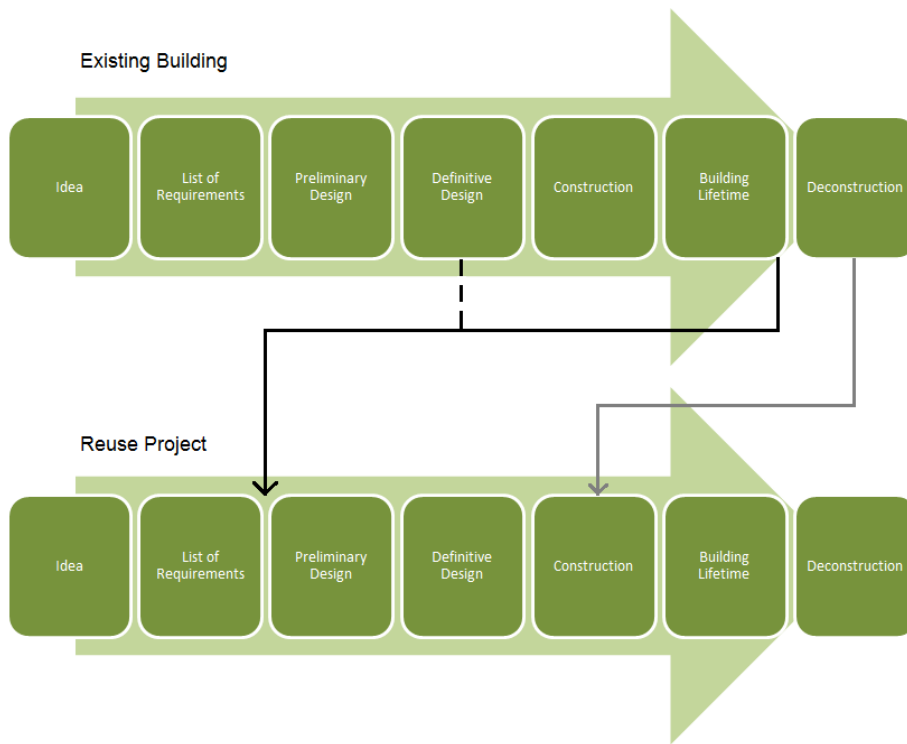 Existing Building
Idea
List of
Requirements
Preliminary
Design
Definitive
Design
Construction
Building
Lifetime
Deconstruction
Reuse Project
Idea
List of
Requirements
Preliminary
Design
Definitive
Design
Construction
Building
Lifetime
Deconstruction